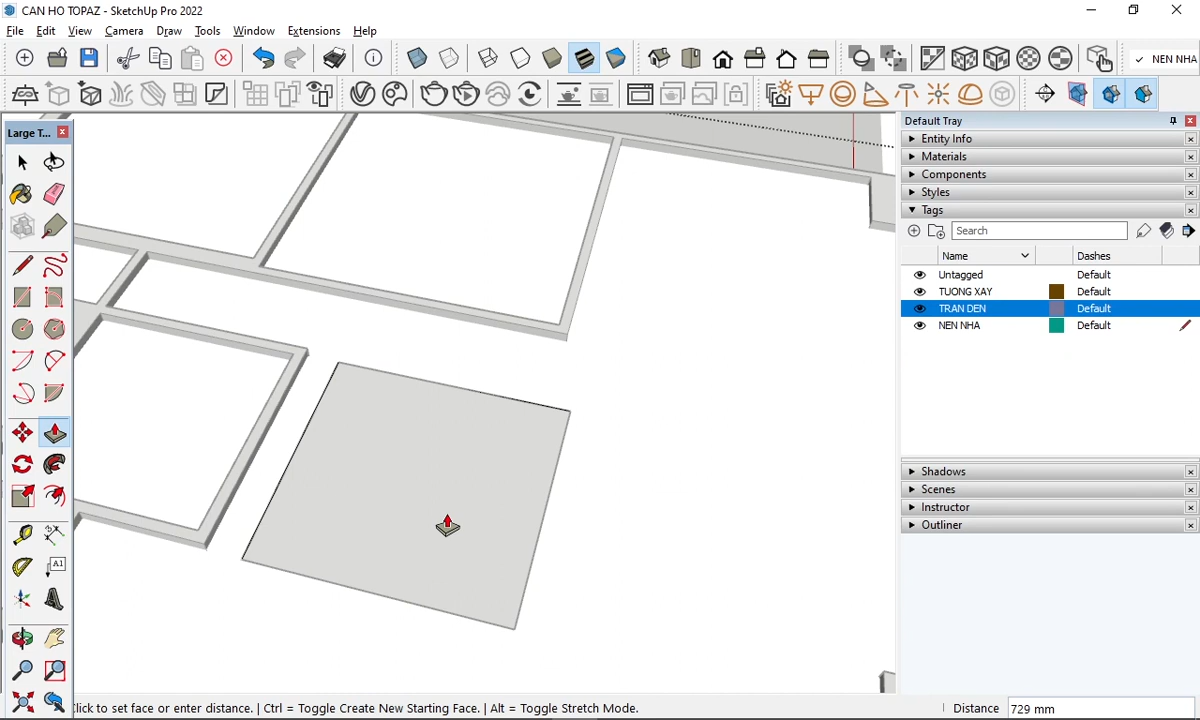 CAN HO TOPAZ - SketchUp Pro 2022
File Edit View Camera Draw Tools Window Extensions Help
NEN NHA
Large T...
Default Tray
Entity Info
Materials
Components
Styles
Tags
Search
Name Dashes
Untagged Default
TUONG XAY Default
TRAN DEN Default
NEN NHA Default
A1
Shadows
Scenes
Instructor
Outliner
lick to set face or enter distance. | Ctrl = Toggle Create New Starting Face. | Alt = Toggle Stretch Mode.
Distance 729 mm